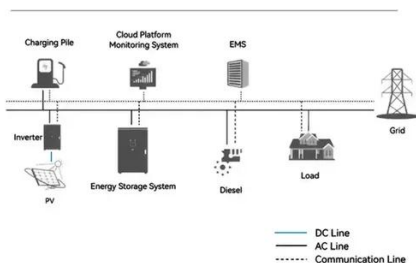 Charging Pile
Cloud Platform
Monitoring System
EMS
Grid
Inverter
PV
Energy Storage System
Diesel
Load
DC Line
AC Line
Communication Line